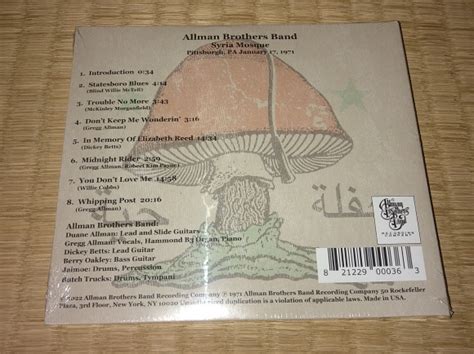 Allman Brothers Band
Syria Mosque
Pittsburgh, PA January 17, 1971
1. Introduction 0:34
2. Statesboro Blues 4:14
(Blind Willie McTell)
3. Trouble No More 3:43
(McKinley Morganfield)
4. Don't Keep Me Wonderin' 3:40
(Gregg Allman)
5. In Memory Of Elizabeth Reed 14:34
(Dickey Betts)
6. Midnight Rider 2:59
(Gregg Allman/Robert Kim Payne)
7. You Don't Love Me 14:58
(Willie Cobbs)
8. Whipping Post 20:16
(Gregg Allman)
Allman Brothers Band:
Duane Allman: Lead and Slide Guitars
Gregg Allman: Vocals, Hammond B3 Organ, Piano
Dickey Betts: Lead Guitar
Berry Oakley: Bass Guitar
Jaimoe: Drums, Percussion
Butch Trucks: Drums, Tympani
Allman
Brothers
Band
8 21229 00036 3
©2022 Allman Brothers Band Recording Company ℗ 1971 Allman Brothers Band Recording Company 50 Rockefeller
Plaza, 3rd Floor, New York, NY 10020 Unauthorized duplication is a violation of applicable laws. Made in USA.